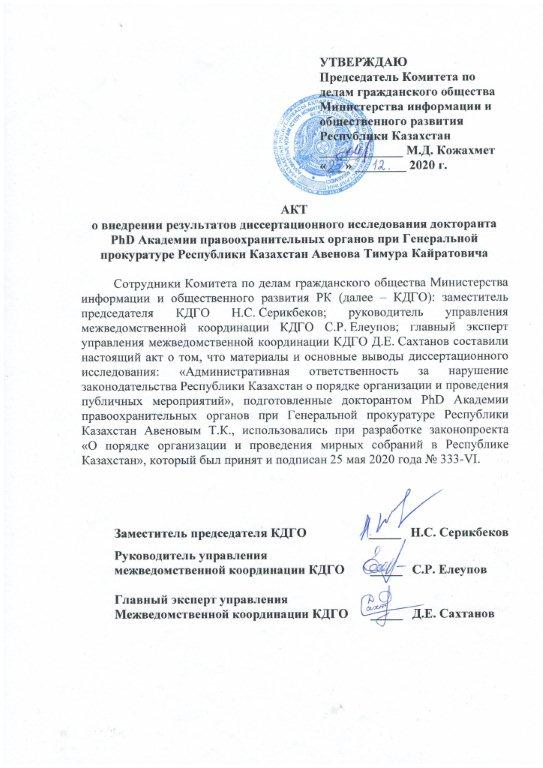 УТВЕРЖДАЮ
Председатель Комитета по
делам гражданского общества
Министерства информации и
общественного развития
Республики Казахстан
М.Д. Кожахмет
« » 12. 2020 г.
АКТ
о внедрении результатов диссертационного исследования докторанта
PhD Академии правоохранительных органов при Генеральной
прокуратуре Республики Казахстан Авенова Тимура Кайратовича
Сотрудники Комитета по делам гражданского общества Министерства
информации и общественного развития РК (далее – КДГО): заместитель
председателя КДГО Н.С. Серикбеков; руководитель управления
межведомственной координации КДГО С.Р. Елеупов; главный эксперт
управления межведомственной координации КДГО Д.Е. Сахтанов составили
настоящий акт о том, что материалы и основные выводы диссертационного
исследования: «Административная ответственность за нарушение
законодательства Республики Казахстан о порядке организации и проведения
публичных мероприятий», подготовленные докторантом PhD Академии
правоохранительных органов при Генеральной прокуратуре Республики
Казахстан Авеновым Т.К., использовались при разработке законопроекта
«О порядке организации и проведения мирных собраний в Республике
Казахстан», который был принят и подписан 25 мая 2020 года № 333-VI.
Заместитель председателя КДГО Н.С. Серикбеков
Руководитель управления
межведомственной координации КДГО С.Р. Елеупов
Главный эксперт управления
Межведомственной координации КДГО Д.Е. Сахтанов